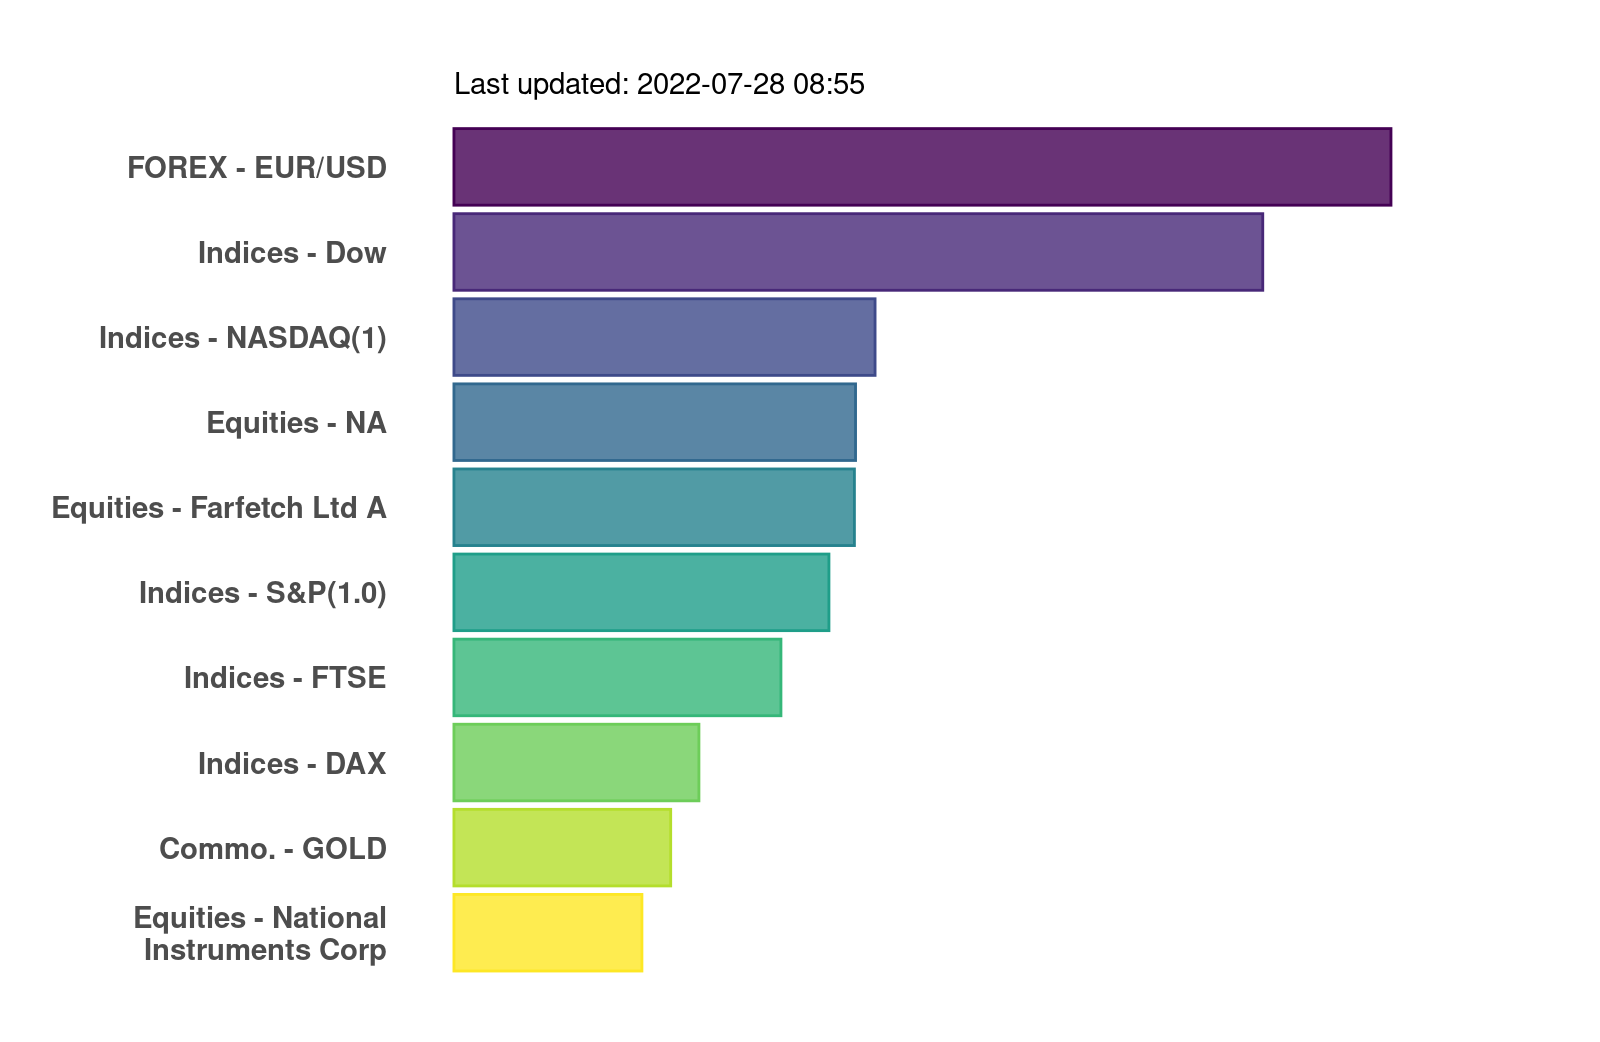 Last updated: 2022-07-28 08:55
FOREX - EUR/USD
Indices - Dow
Indices - NASDAQ(1)
Equities - NA
Equities - Farfetch Ltd A
Indices - S&P(1.0)
Indices - FTSE
Indices - DAX
Commo. - GOLD
Equities - National
Instruments Corp